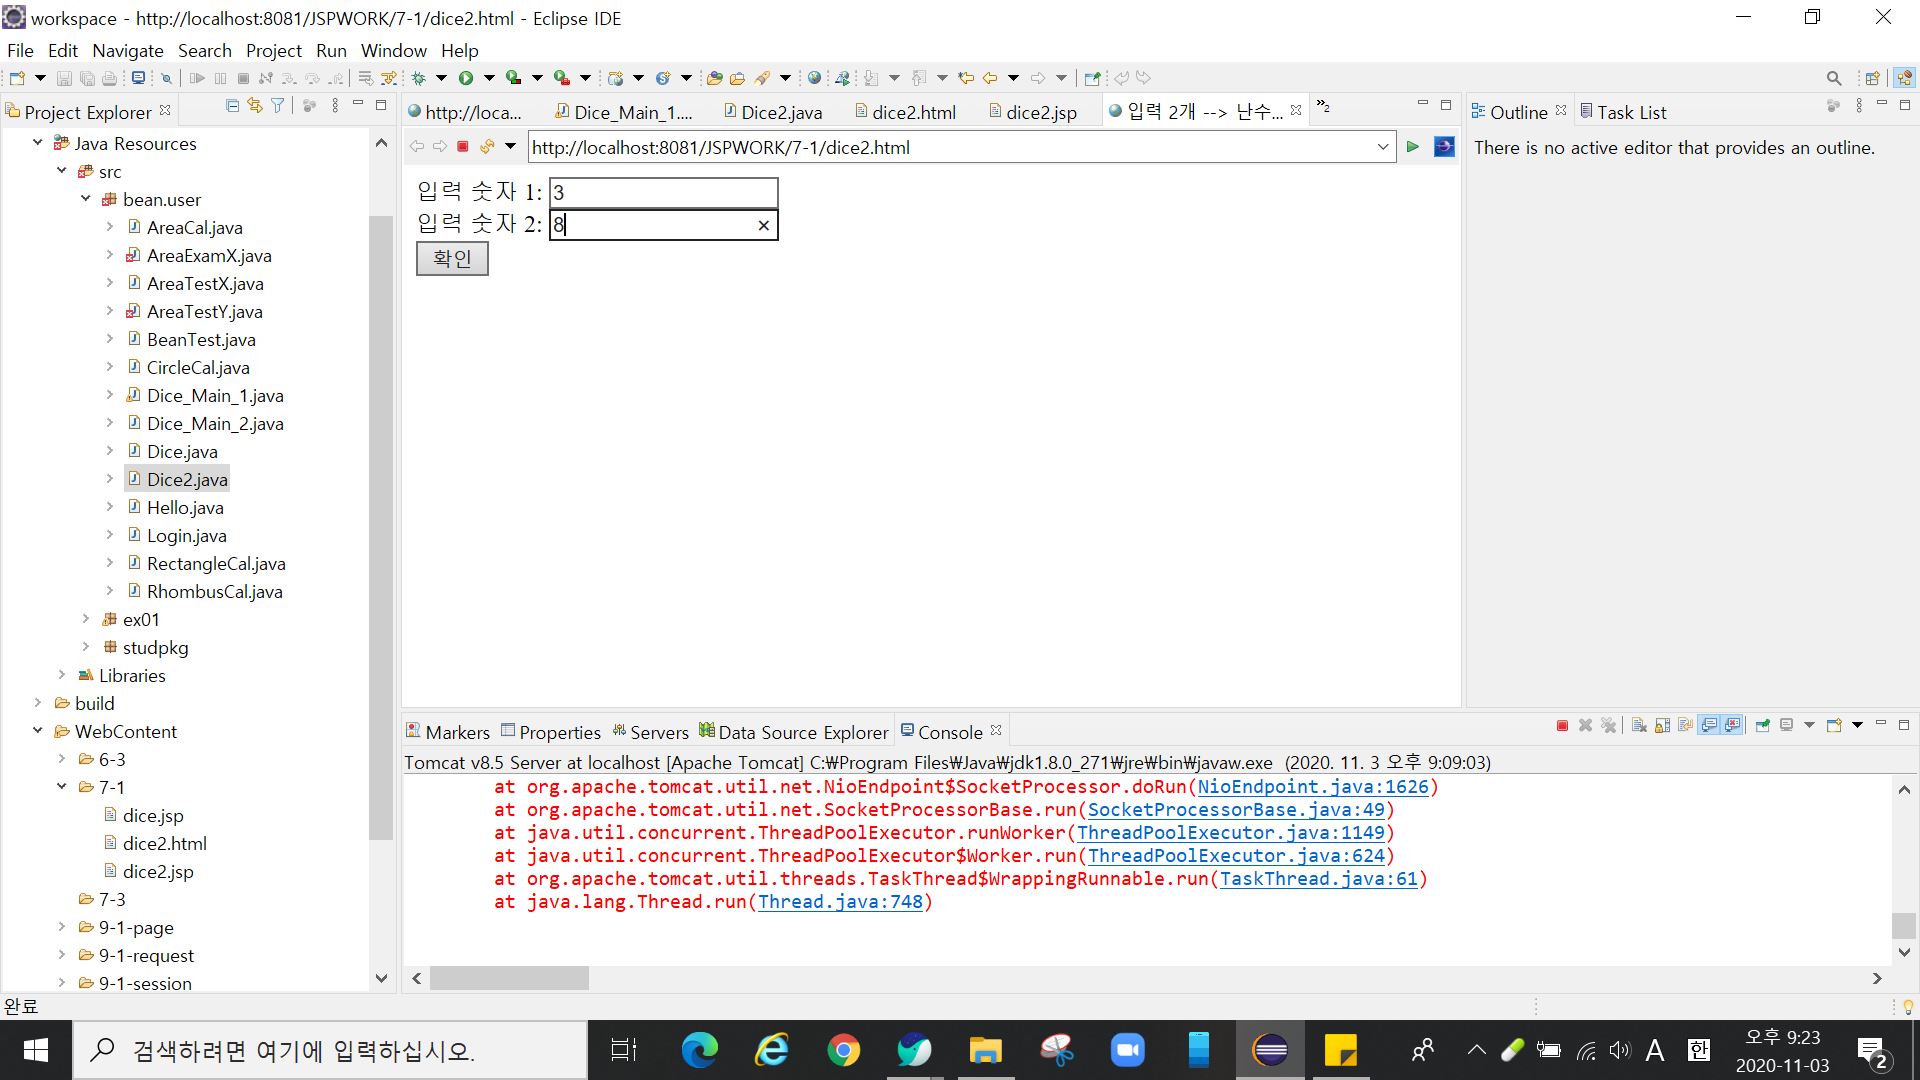 workspace - http://localhost:8081/JSPWORK/7-1/dice2.html - Eclipse IDE
File Edit Navigate Search Project Run Window Help
Project Explorer
Java Resources
src
bean.user
AreaCal.java
AreaExamX.java
AreaTestX.java
AreaTestY.java
BeanTest.java
CircleCal.java
Dice_Main_1.java
Dice_Main_2.java
Dice.java
Dice2.java
Hello.java
Login.java
RectangleCal.java
RhombusCal.java
ex01
studpkg
Libraries
build
WebContent
6-3
7-1
dice.jsp
dice2.html
dice2.jsp
7-3
9-1-page
9-1-request
9-1-session
http://loca... Dice_Main_1.... Dice2.java dice2.html dice2.jsp 입력 2개 --> 난수... »2
http://localhost:8081/JSPWORK/7-1/dice2.html
입력 숫자 1: 3
입력 숫자 2: 8
확인
Outline Task List
There is no active editor that provides an outline.
Markers Properties Servers Data Source Explorer Console
Tomcat v8.5 Server at localhost [Apache Tomcat] C:₩Program Files₩Java₩jdk1.8.0_271₩jre₩bin₩javaw.exe (2020. 11. 3 오후 9:09:03)
at org.apache.tomcat.util.net.NioEndpoint$SocketProcessor.doRun(NioEndpoint.java:1626)
at org.apache.tomcat.util.net.SocketProcessorBase.run(SocketProcessorBase.java:49)
at java.util.concurrent.ThreadPoolExecutor.runWorker(ThreadPoolExecutor.java:1149)
at java.util.concurrent.ThreadPoolExecutor$Worker.run(ThreadPoolExecutor.java:624)
at org.apache.tomcat.util.threads.TaskThread$WrappingRunnable.run(TaskThread.java:61)
at java.lang.Thread.run(Thread.java:748)
완료
검색하려면 여기에 입력하십시오.
A 한 오후 9:23
2020-11-03
2